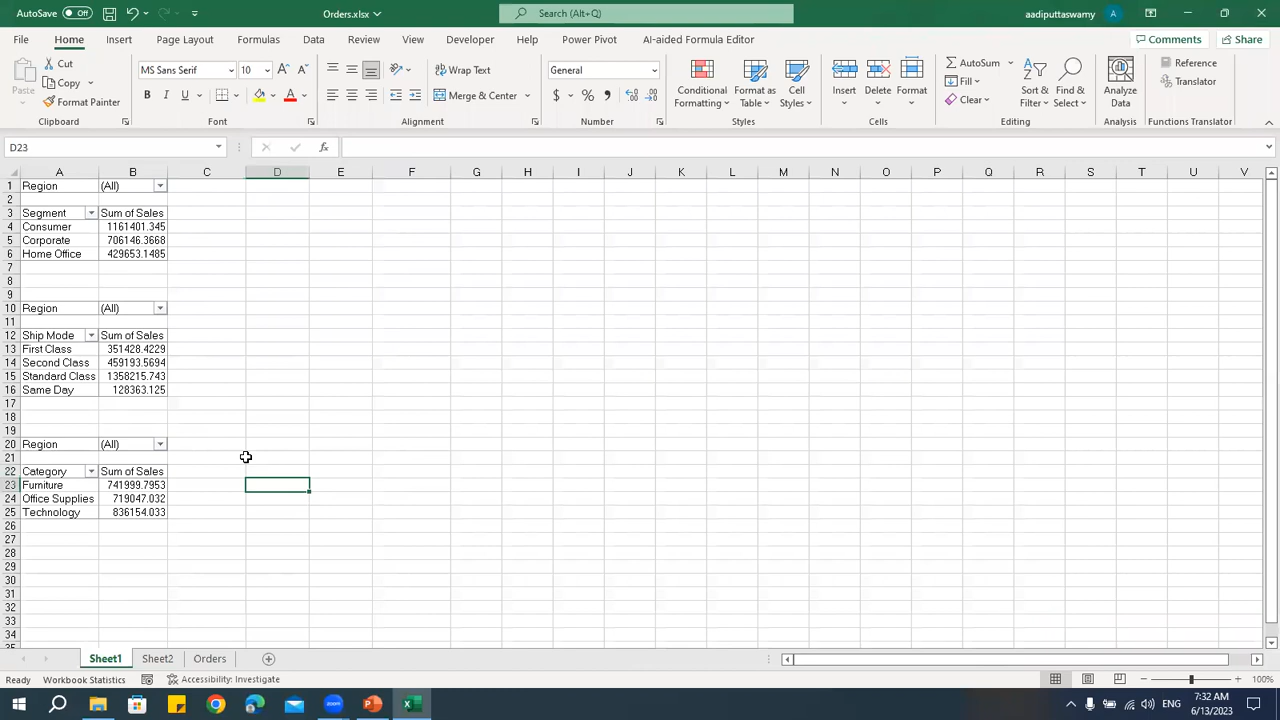 AutoSave Off Orders.xlsx Search (Alt+Q) aadiputtaswamy A
File Home Insert Page Layout Formulas Data Review View Developer Help Power Pivot AI-aided Formula Editor Comments Share
Paste Cut Copy Format Painter
MS Sans Serif 10 B I U
Wrap Text Merge & Center
General $ % 9
Conditional Formatting Format as Table Cell Styles
Insert Delete Format
AutoSum Fill Clear
Sort & Filter Find & Select
Analyze Data
Reference Translator
Clipboard Font Alignment Number Styles Cells Editing Analysis Functions Translator
D23 fx
A B C D E F G H I J K L M N O P Q R S T U V
1 Region (All)
2
3 Segment Sum of Sales
4 Consumer 1161401.345
5 Corporate 706146.3668
6 Home Office 429653.1485
7
8
9
10 Region (All)
11
12 Ship Mode Sum of Sales
13 First Class 351428.4229
14 Second Class 459193.5694
15 Standard Class 1358215.743
16 Same Day 128363.125
17
18
19
20 Region (All)
21
22 Category Sum of Sales
23 Furniture 741999.7953
24 Office Supplies 719047.032
25 Technology 836154.033
26
27
28
29
30
31
32
33
34
35
Sheet1 Sheet2 Orders
Ready Workbook Statistics Accessibility: Investigate 100%
ENG 7:32 AM
6/13/2023